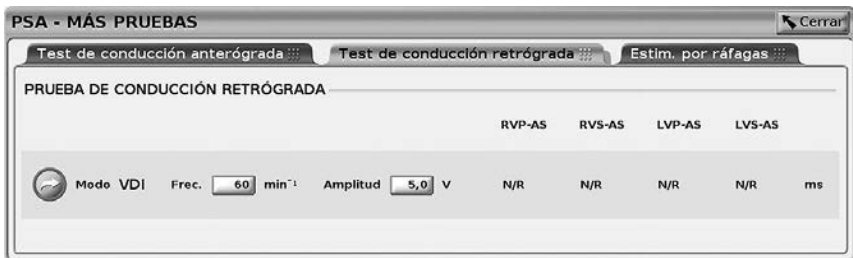 PSA - MÁS PRUEBAS Cerrar
Test de conducción anterógrada Test de conducción retrógrada Estim. por ráfagas
PRUEBA DE CONDUCCIÓN RETRÓGRADA
RVP-AS RVS-AS LVP-AS LVS-AS
Modo VDI Frec. 60 min⁻¹ Amplitud 5,0 V N/R N/R N/R N/R ms